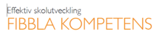 Effektiv skolutveckling
FIBBLA KOMPETENS